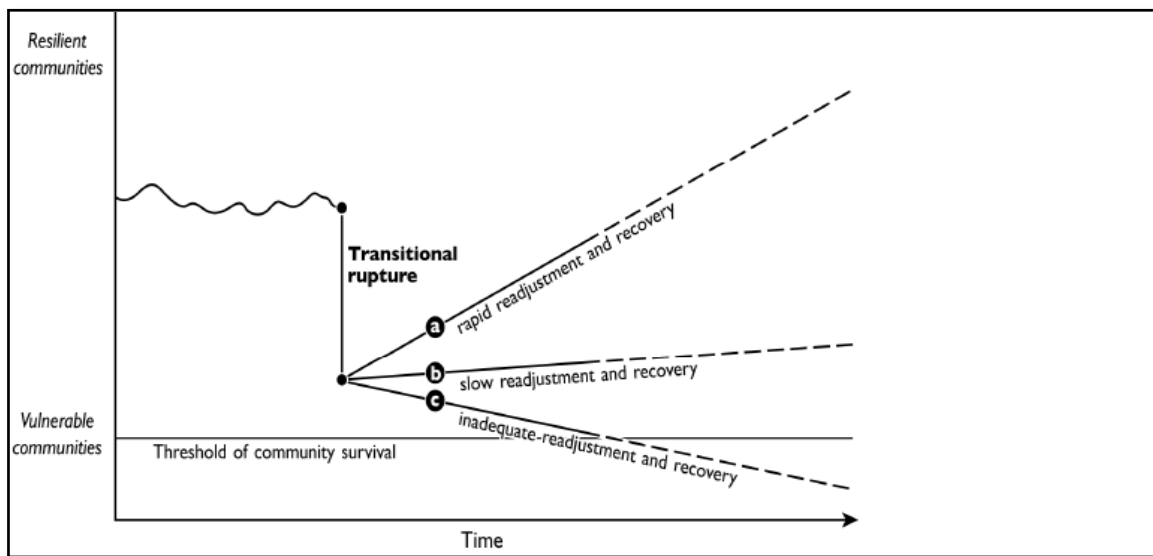 Resilient
communities
Transitional
rupture
a
rapid readjustment and recovery
b
slow readjustment and recovery
c
inadequate-readjustment and recovery
Vulnerable
communities
Threshold of community survival
Time